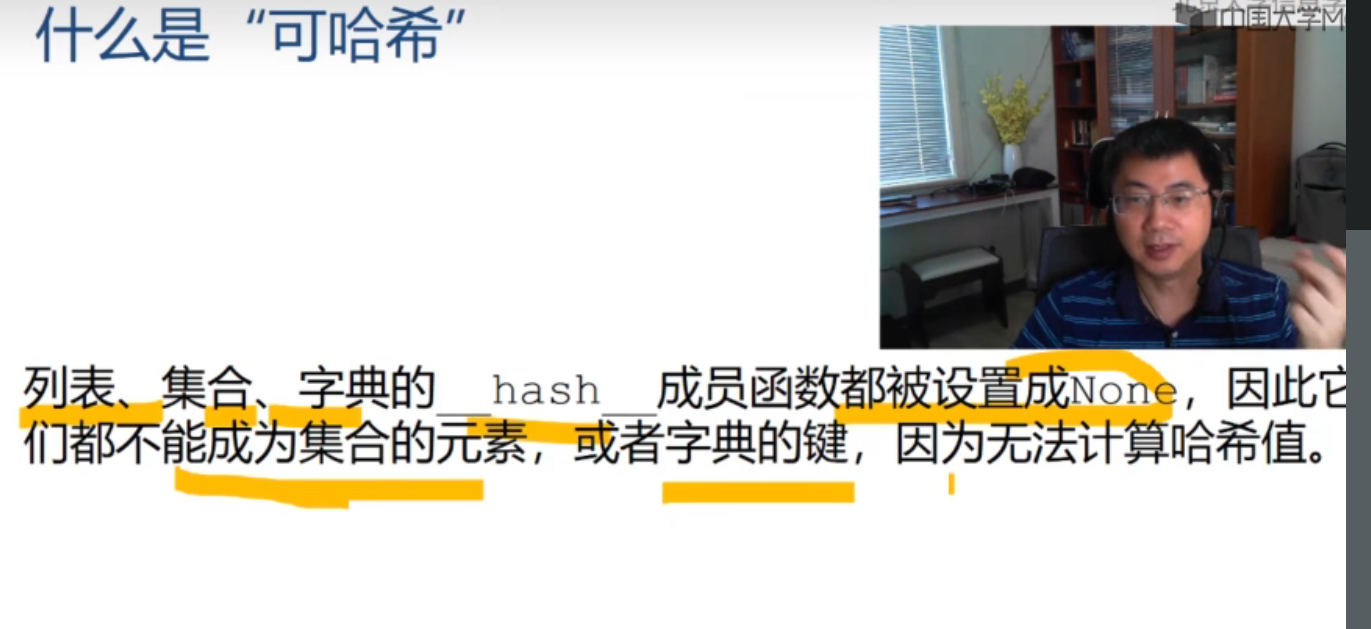 什么是“可哈希”
中国大学M
列表、集合、字典的__hash__成员函数都被设置成None，因此它
们都不能成为集合的元素，或者字典的键，因为无法计算哈希值。